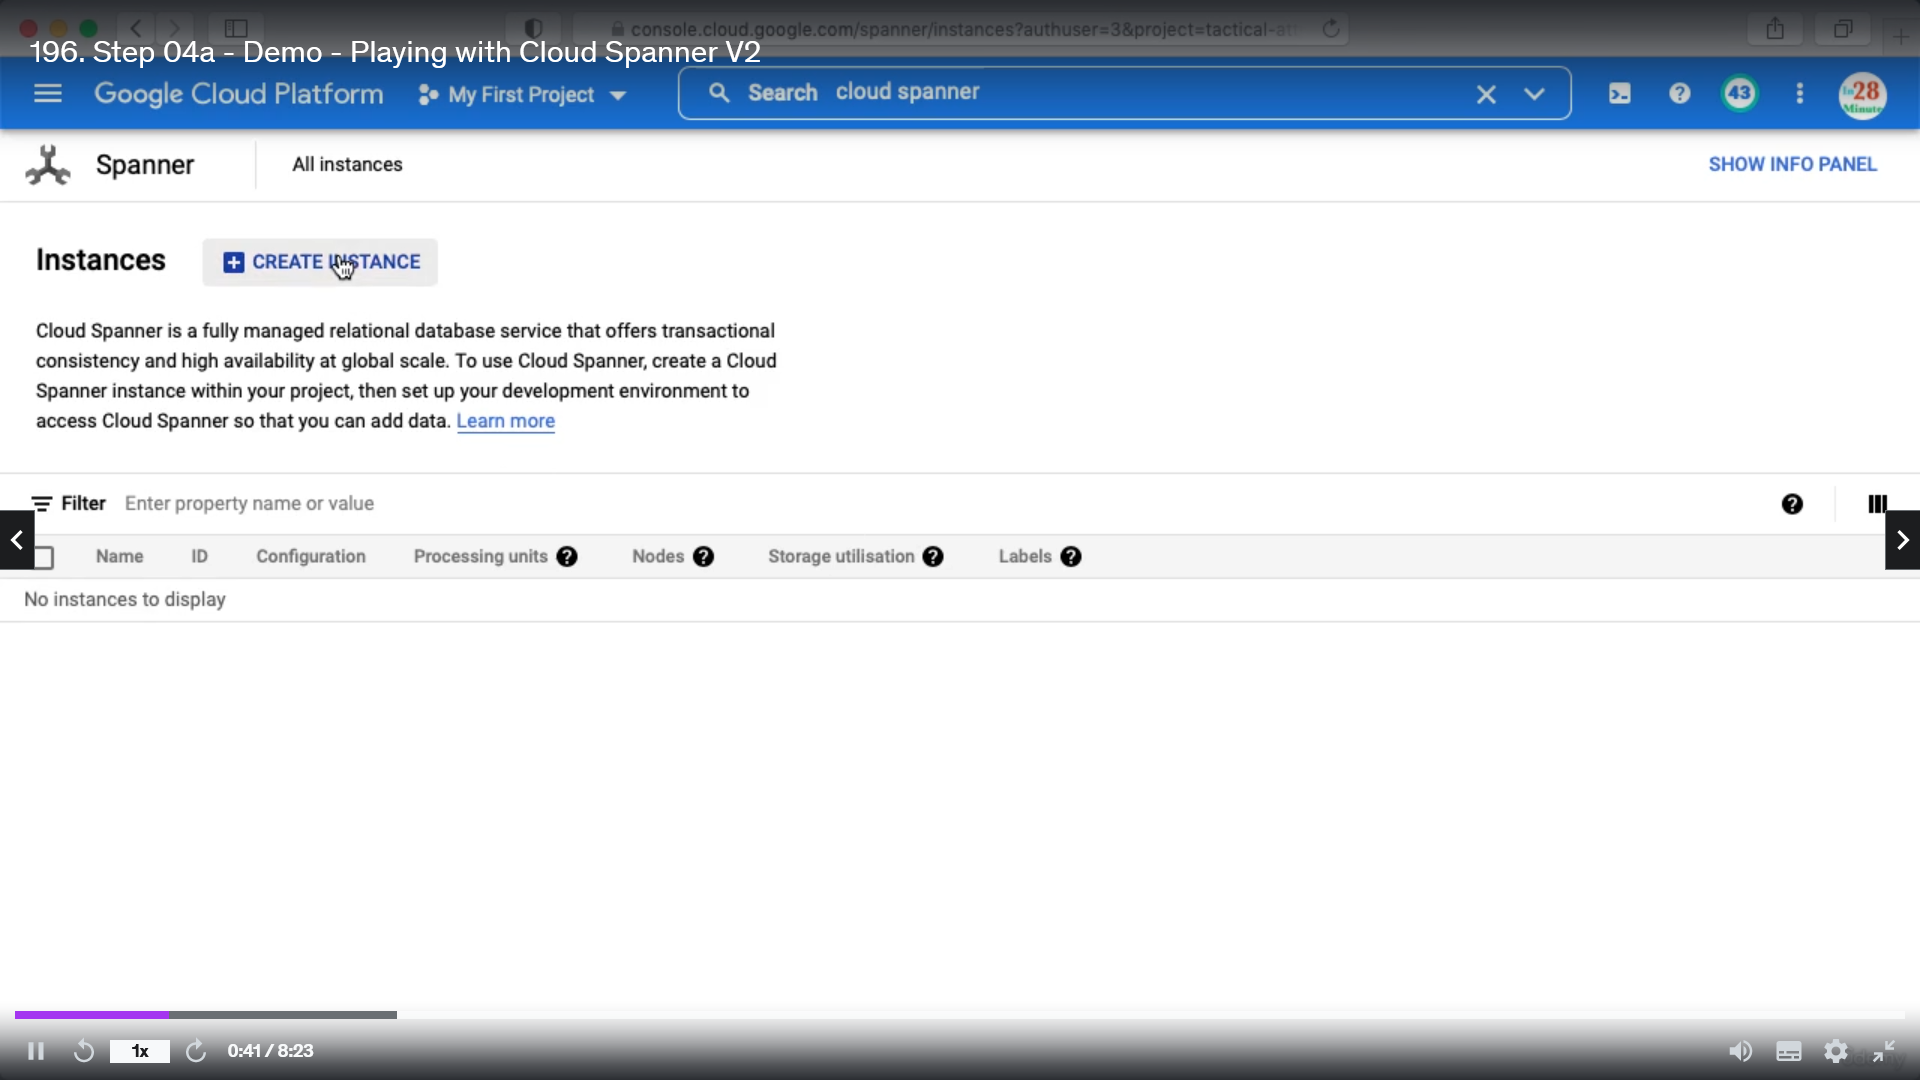 console.cloud.google.com/spanner/instances?authuser=3&project=tactical-at
196. Step 04a - Demo - Playing with Cloud Spanner V2
Google Cloud Platform My First Project Search cloud spanner 43 in28 Minutes
Spanner All instances SHOW INFO PANEL
Instances CREATE INSTANCE
Cloud Spanner is a fully managed relational database service that offers transactional
consistency and high availability at global scale. To use Cloud Spanner, create a Cloud
Spanner instance within your project, then set up your development environment to
access Cloud Spanner so that you can add data. Learn more
Filter Enter property name or value
Name ID Configuration Processing units Nodes Storage utilisation Labels
No instances to display
1x 0:41 / 8:23